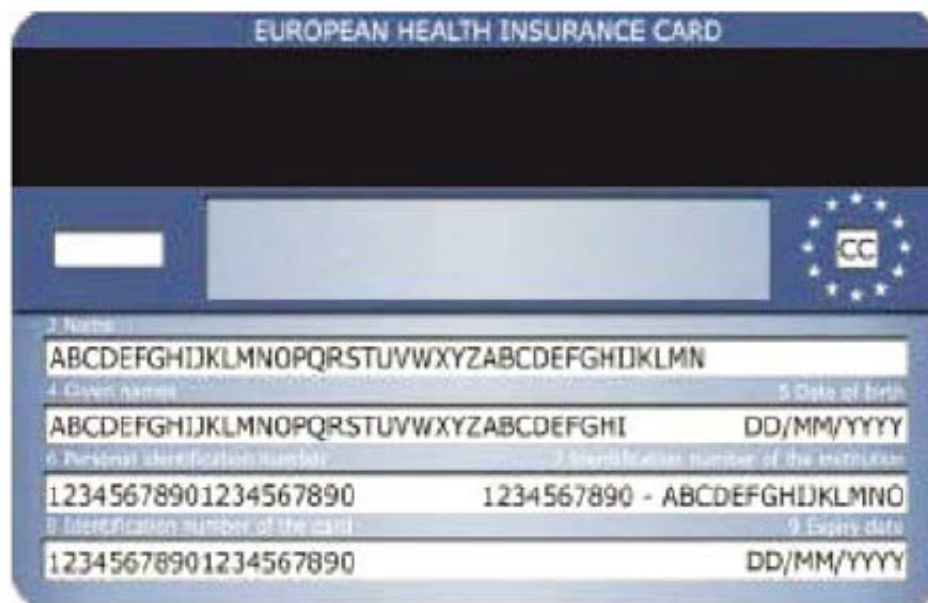 EUROPEAN HEALTH INSURANCE CARD
CC
3 Name
ABCDEFGHIJKLMNOPQRSTUVWXYZABCDEFGHIJKLMN
4 Given names 5 Date of birth
ABCDEFGHIJKLMNOPQRSTUVWXYZABCDEFGHI DD/MM/YYYY
6 Personal identification number 7 Identification number of the institution
12345678901234567890 1234567890 - ABCDEFGHIJKLMNO
8 Identification number of the card 9 Expiry date
12345678901234567890 DD/MM/YYYY